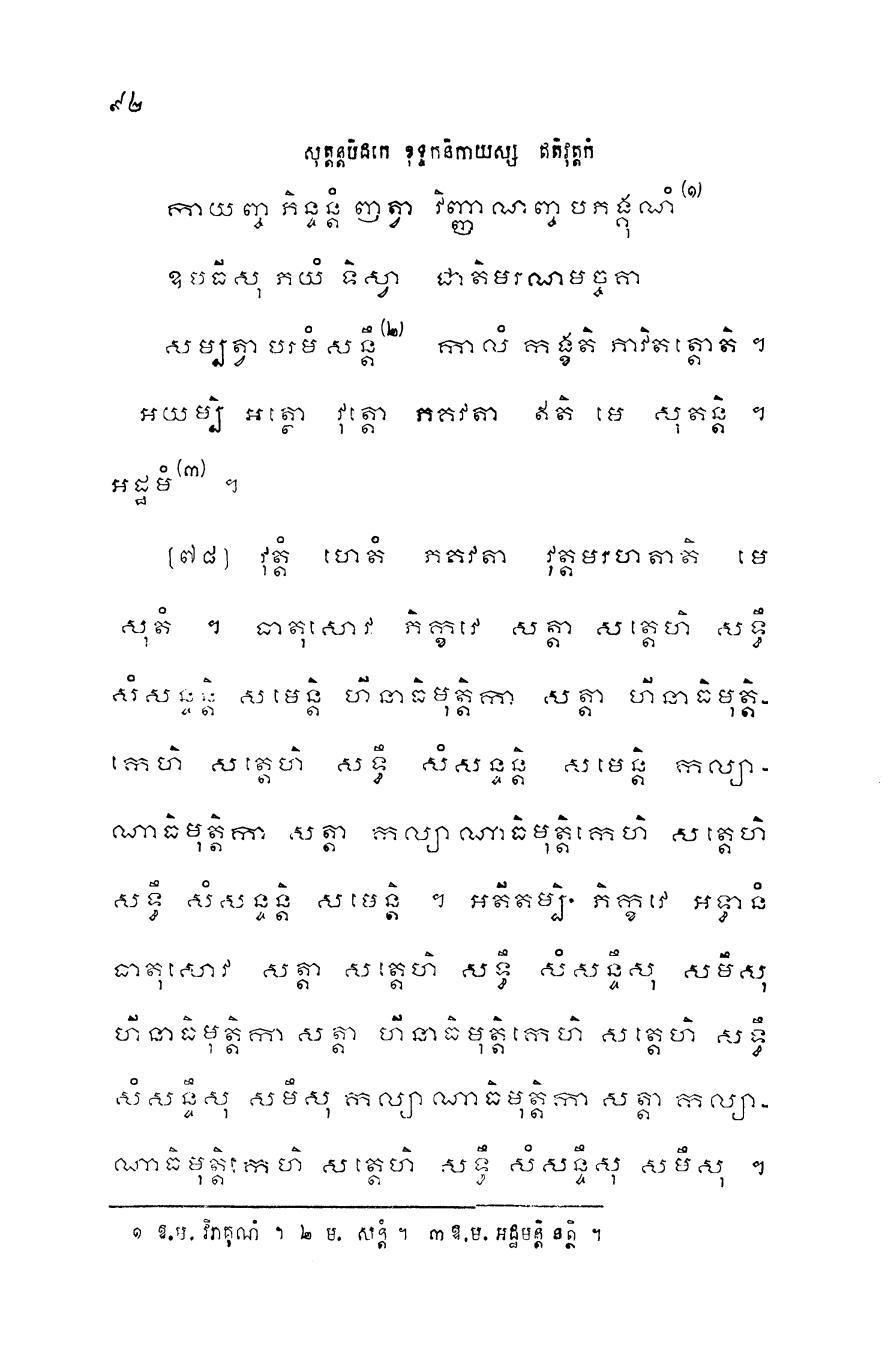 ៩២
សុត្តន្តបិដកេ ខុទ្ទកនិកាយស្ស ឥតិវុត្តកំ
កាយញ្ច ភិន្ទន្តំ ញត្វា វិញ្ញាណញ្ច បភង្គុណំ(១)
ឧបធីសុ ភយំ ទិស្វា ជាតិមរណមច្ចគា
សម្បត្វា បរមំ សន្តឹ(២) កាលំ កង្ខតិ ភាវិតត្តោតិ ។
អយម្បិ អត្ថោ វុត្តោ ភគវតា ឥតិ មេ សុតន្តិ ។
អដ្ឋមំ(៣) ។
[៧៨] វុត្តំ ហេតំ ភគវតា វុត្តមរហតាតិ មេ
សុតំ ។ ធាតុសោវ ភិក្ខវេ សត្តា សត្តេហិ សទ្ធឹ
សំសន្ទន្តិ សមេន្តិ ហីនាធិមុត្តិកា សត្តា ហីនាធិមុត្តិ-
កេហិ សត្តេហិ សទ្ធឹ សំសន្ទន្តិ សមេន្តិ កល្យា-
ណាធិមុត្តិកា សត្តា កល្យាណាធិមុត្តិកេហិ សត្តេហិ
សទ្ធឹ សំសន្ទន្តិ សមេន្តិ ។ អតីតម្បិ ភិក្ខវេ អទ្ធានំ
ធាតុសោវ សត្តា សត្តេហិ សទ្ធឹ សំសន្ទឹសុ សមឹសុ
ហីនាធិមុត្តិកា សត្តា ហីនាធិមុត្តិកេហិ សត្តេហិ សទ្ធឹ
សំសន្ទឹសុ សមឹសុ កល្យាណាធិមុត្តិកា សត្តា កល្យា-
ណាធិមុត្តិកេហិ សត្តេហិ សទ្ធឹ សំសន្ទឹសុ សមឹសុ ។
១ ឱ.ម. វិរាគុណំ ។ ២ ម. សន្តំ ។ ៣ ឱ.ម. អដ្ឋមន្តិ នត្ថិ ។